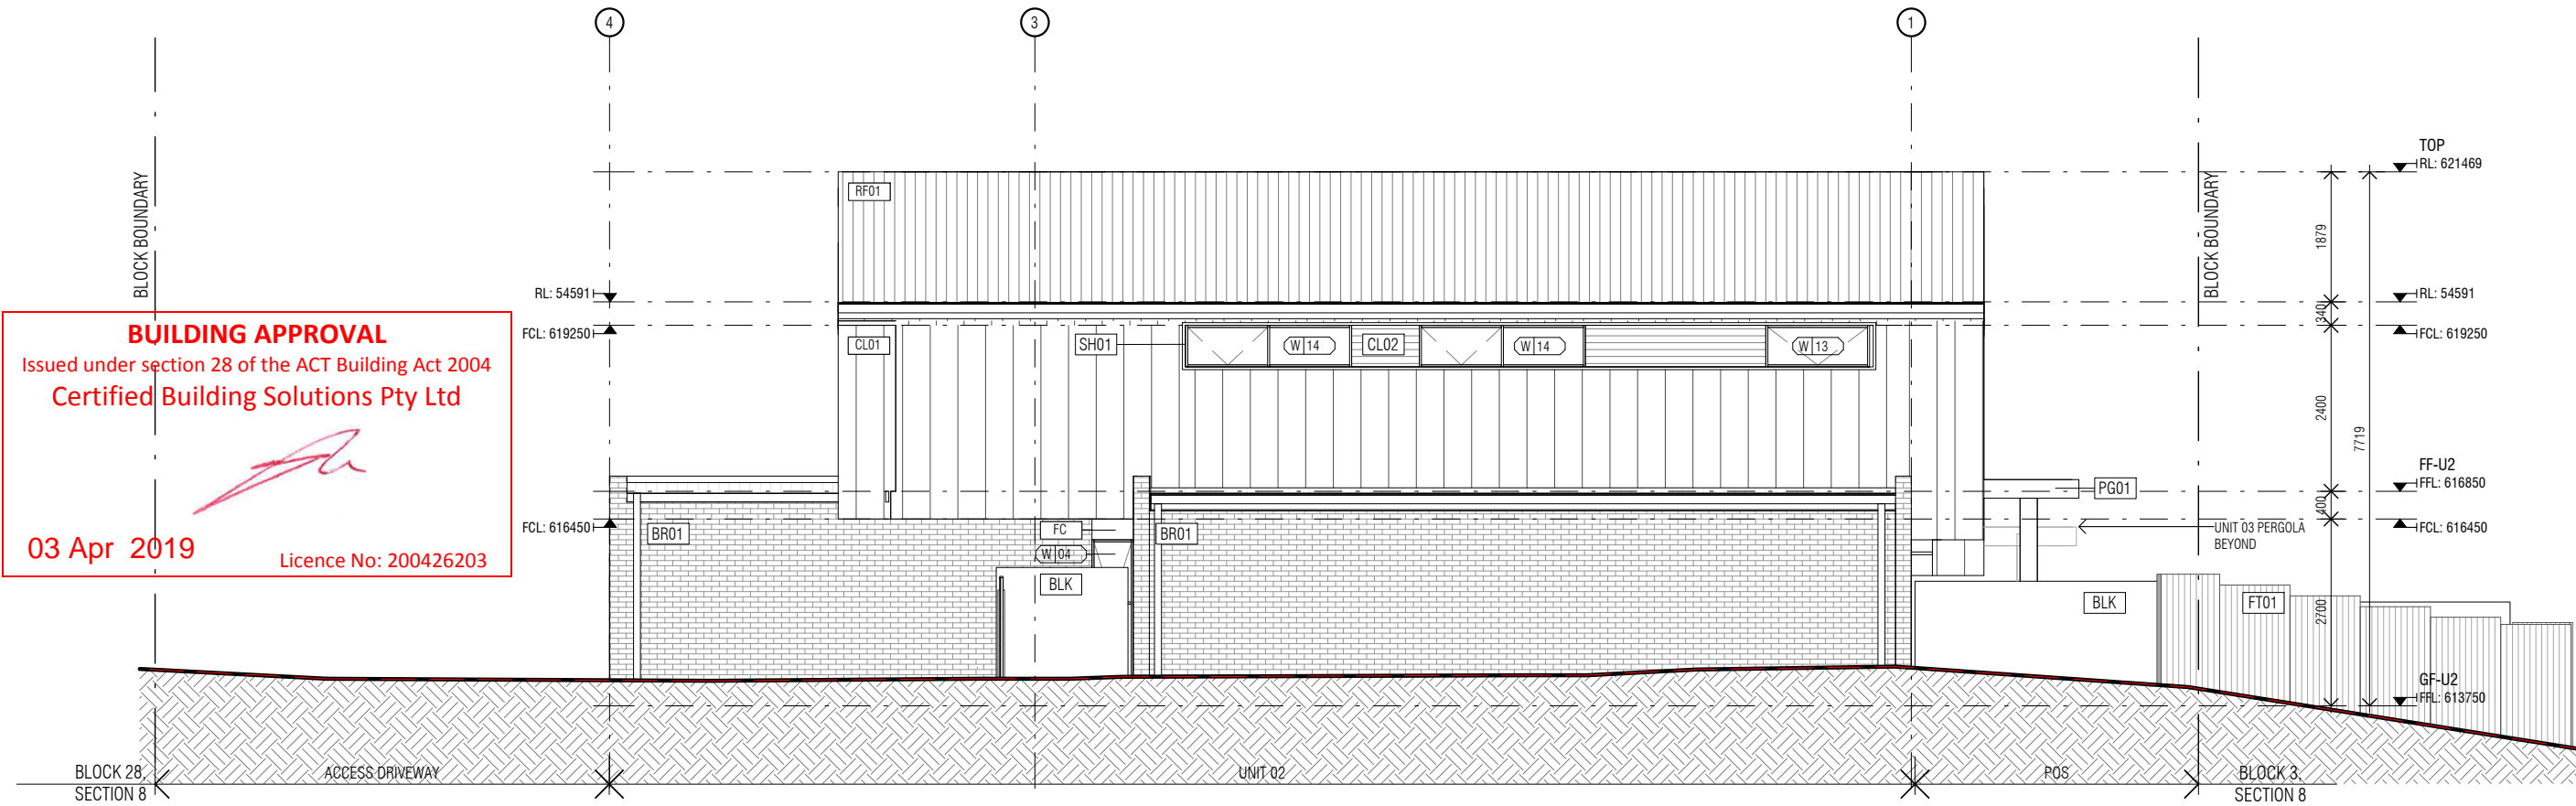 4
3
1
BLOCK BOUNDARY
BLOCK BOUNDARY
TOP
RL: 621469
RF01
1879
7719
RL: 54591
RL: 54591
340
FCL: 619250
FCL: 619250
CL01
SH01
W 14
CL02
W 14
W 13
BUILDING APPROVAL
Issued under section 28 of the ACT Building Act 2004
Certified Building Solutions Pty Ltd
03 Apr 2019
Licence No: 200426203
2400
FF-U2
FFL: 616850
PG01
400
FCL: 616450
FCL: 616450
BR01
FC
W 04
BR01
UNIT 03 PERGOLA
BEYOND
BLK
BLK
FT01
2700
GF-U2
FFL: 613750
BLOCK 28,
SECTION 8
ACCESS DRIVEWAY
UNIT 02
POS
BLOCK 3,
SECTION 8